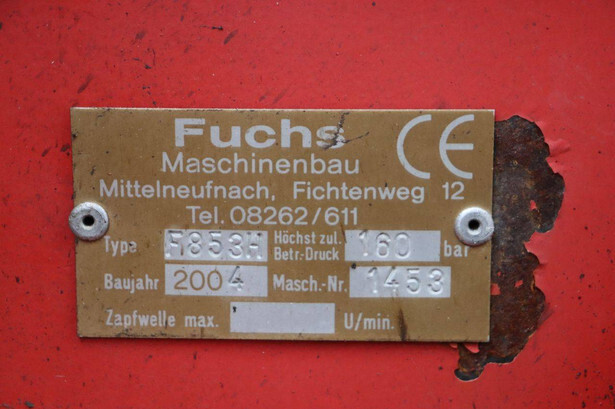 Fuchs CE
Maschinenbau
Mittelneufnach, Fichtenweg 12
Tel. 08262/611
Type F853H Höchst zul. Betr.-Druck 160 bar
Baujahr 2004 Masch.-Nr. 1453
Zapfwelle max. U/min.